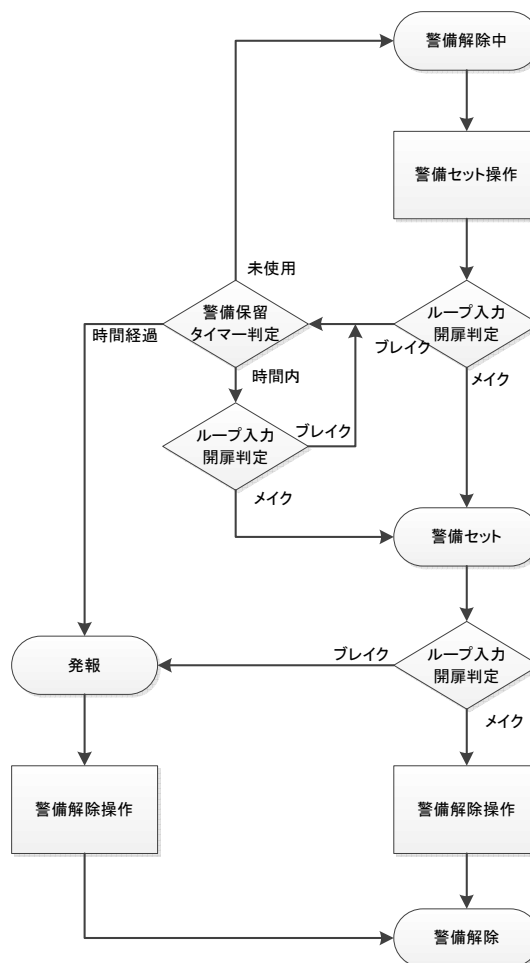 警備解除中
警備セット操作
未使用
警備保留
タイマー判定
時間経過
ループ入力
開扉判定
ブレイク
メイク
時間内
ループ入力
開扉判定
ブレイク
メイク
警備セット
ループ入力
開扉判定
ブレイク
メイク
発報
警備解除操作
警備解除操作
警備解除